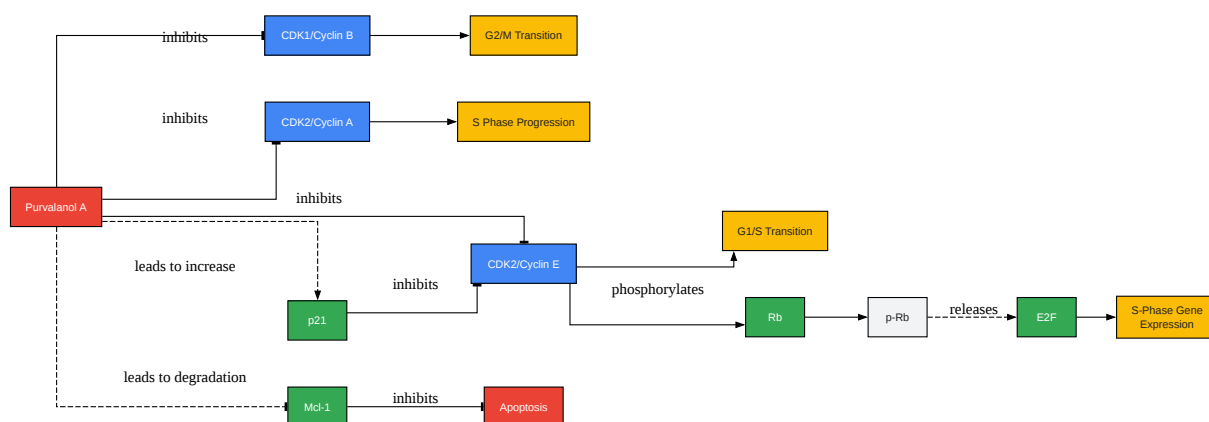 inhibits
CDK1/Cyclin B
G2/M Transition
inhibits
CDK2/Cyclin A
S Phase Progression
Purvalanol A
inhibits
G1/S Transition
leads to increase
inhibits
CDK2/Cyclin E
phosphorylates
p21
Rb
p-Rb
releases
E2F
S-Phase Gene
Expression
leads to degradation
Mcl-1
inhibits
Apoptosis